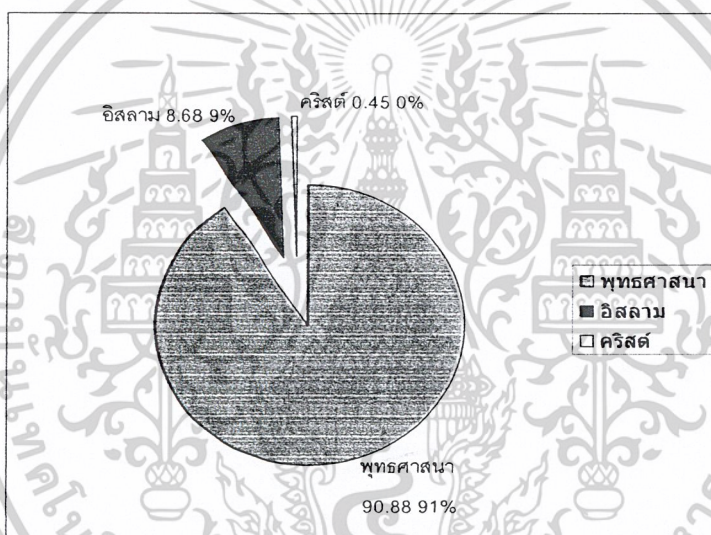 คริสต์ 0.45 0%
อิสลาม 8.68 9%
พุทธศาสนา
อิสลาม
คริสต์
พุทธศาสนา
90.88 91%